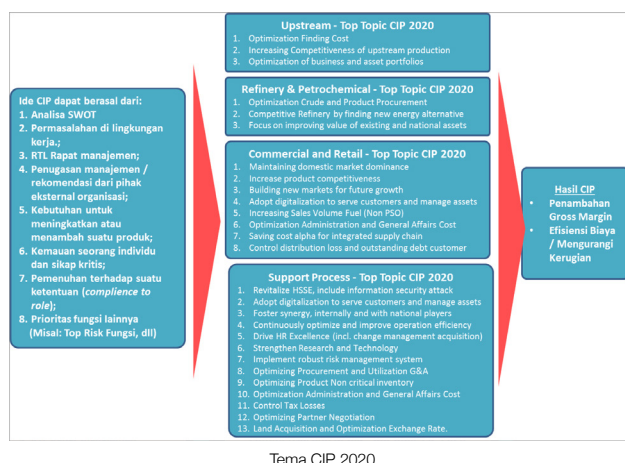 Ide CIP dapat berasal dari:
1. Analisa SWOT
2. Permasalahan di lingkungan
kerja.;
3. RTL Rapat manajemen;
4. Penugasan manajemen /
rekomendasi dari pihak
eksternal organisasi;
5. Kebutuhan untuk
meningkatkan atau
menambah suatu produk;
6. Kemauan seorang individu
dan sikap kritis;
7. Pemenuhan terhadap suatu
ketentuan (complience to
role);
8. Prioritas fungsi lainnya
(Misal: Top Risk Fungsi, dll)
Upstream - Top Topic CIP 2020
1. Optimization Finding Cost
2. Increasing Competitiveness of upstream production
3. Optimization of business and asset portfolios
Refinery & Petrochemical - Top Topic CIP 2020
1. Optimization Crude and Product Procurement
2. Competitive Refinery by finding new energy alternative
3. Focus on improving value of existing and national assets
Commercial and Retail - Top Topic CIP 2020
1. Maintaining domestic market dominance
2. Increase product competitiveness
3. Building new markets for future growth
4. Adopt digitalization to serve customers and manage assets
5. Increasing Sales Volume Fuel (Non PSO)
6. Optimization Administration and General Affairs Cost
7. Saving cost alpha for integrated supply chain
8. Control distribution loss and outstanding debt customer
Support Process - Top Topic CIP 2020
1. Revitalize HSSE, include information security attack
2. Adopt digitalization to serve customers and manage assets
3. Foster synergy, internally and with national players
4. Continuously optimize and improve operation efficiency
5. Drive HR Excellence (incl. change management acquisition)
6. Strengthen Research and Technology
7. Implement robust risk management system
8. Optimizing Procurement and Utilization G&A
9. Optimizing Product Non critical inventory
10. Optimization Administration and General Affairs Cost
11. Control Tax Losses
12. Optimizing Partner Negotiation
13. Land Acquisition and Optimization Exchange Rate.
Hasil CIP
• Penambahan
Gross Margin
• Efisiensi Biaya
/ Mengurangi
Kerugian
Tema CIP 2020